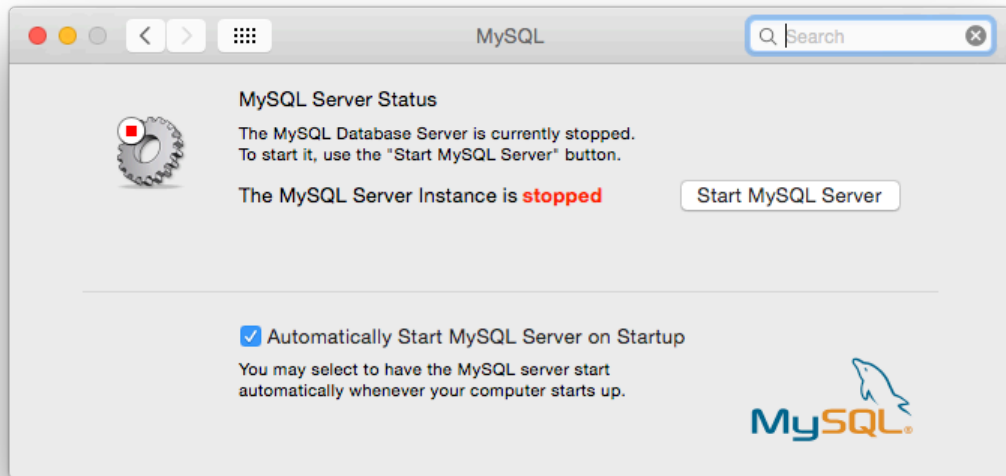 MySQL
Search
MySQL Server Status
The MySQL Database Server is currently stopped.
To start it, use the "Start MySQL Server" button.
The MySQL Server Instance is stopped
Start MySQL Server
Automatically Start MySQL Server on Startup
You may select to have the MySQL server start
automatically whenever your computer starts up.
MySQL®